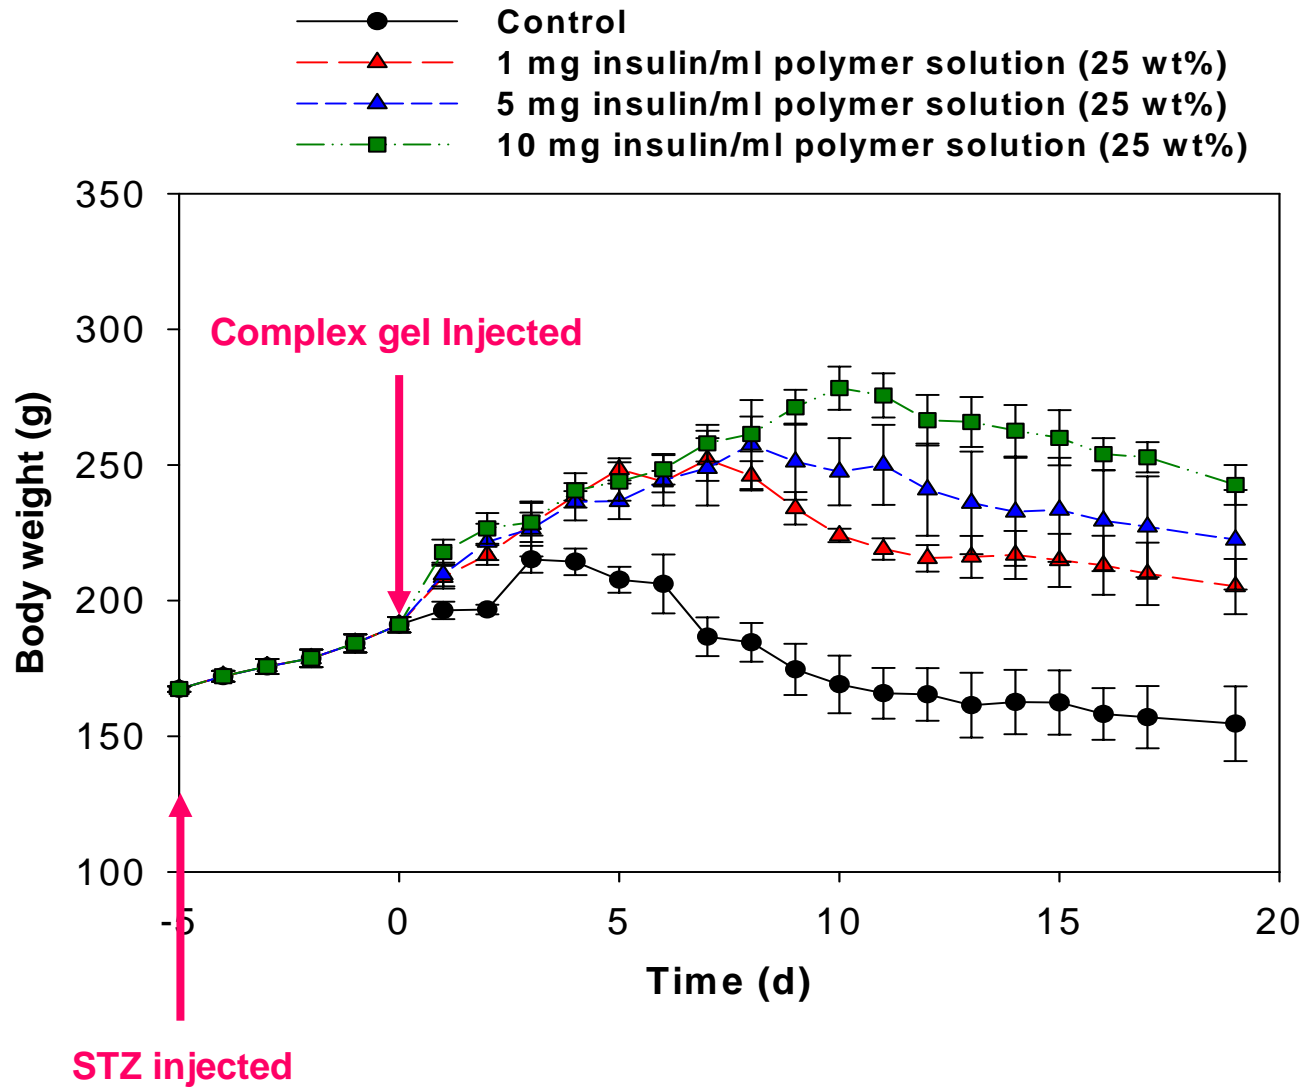 Control
1 mg insulin/ml polymer solution (25 wt%)
5 mg insulin/ml polymer solution (25 wt%)
10 mg insulin/ml polymer solution (25 wt%)
350
300
250
200
150
100
Body weight (g)
Complex gel Injected
-5 0 5 10 15 20
Time (d)
STZ injected